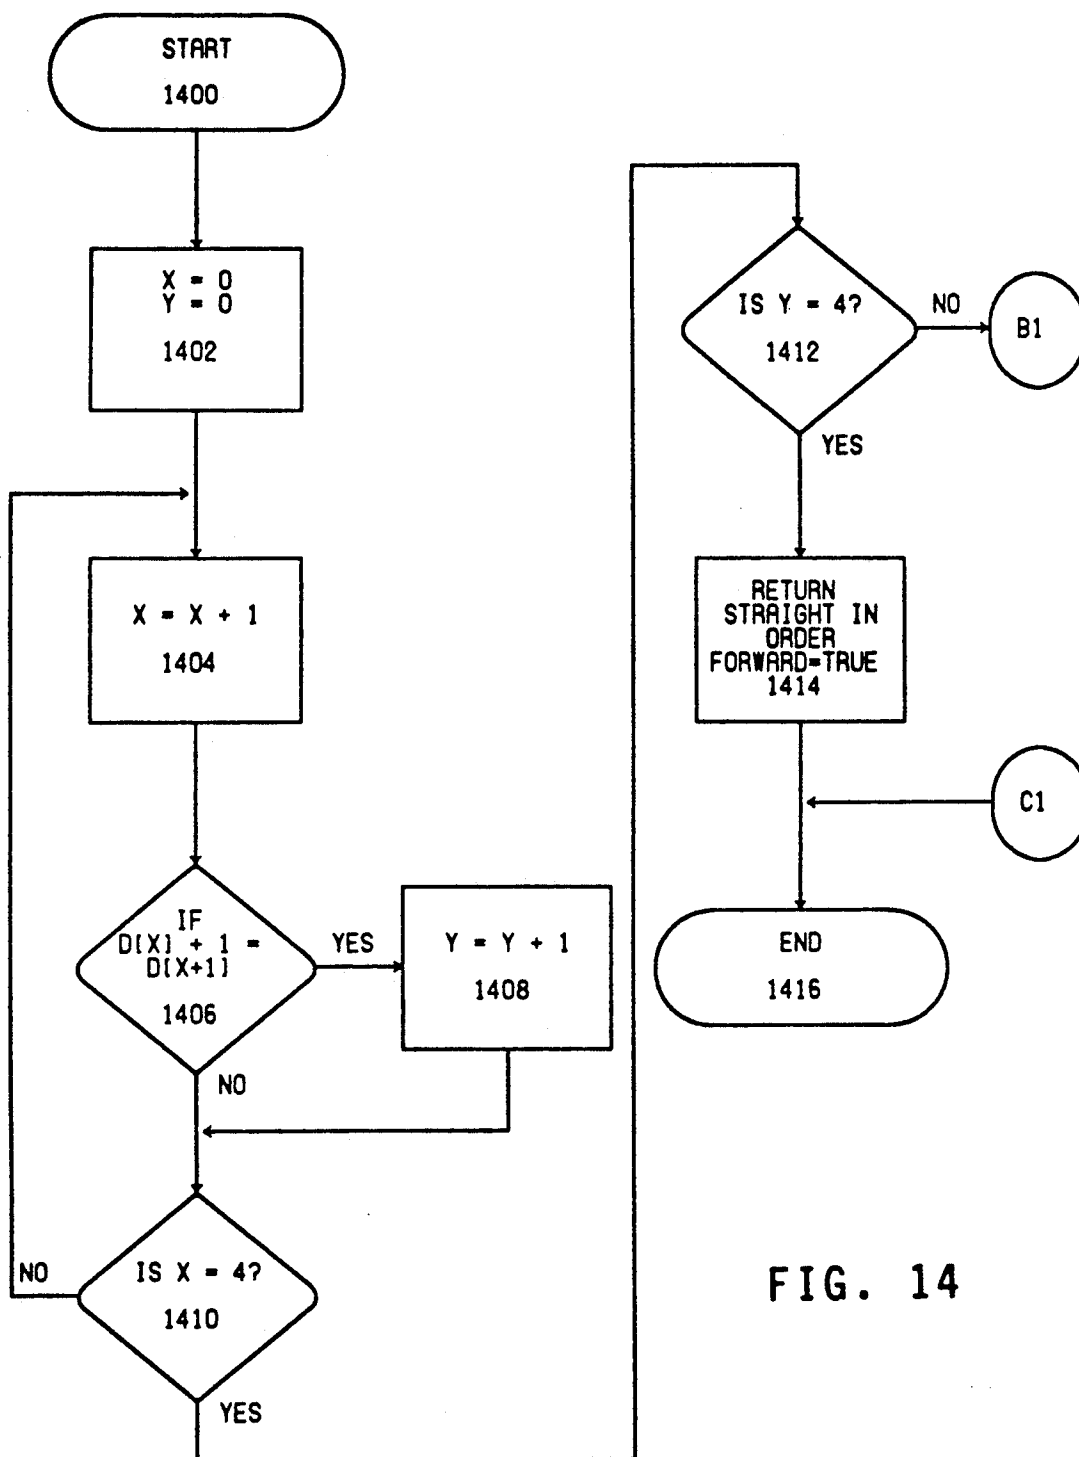 START
1400
X = 0
Y = 0
1402
X = X + 1
1404
IF
D[X] + 1 =
D[X+1]
1406
YES
Y = Y + 1
1408
NO
IS X = 4?
1410
NO
YES
IS Y = 4?
1412
NO
B1
YES
RETURN
STRAIGHT IN
ORDER
FORWARD=TRUE
1414
C1
END
1416
FIG. 14